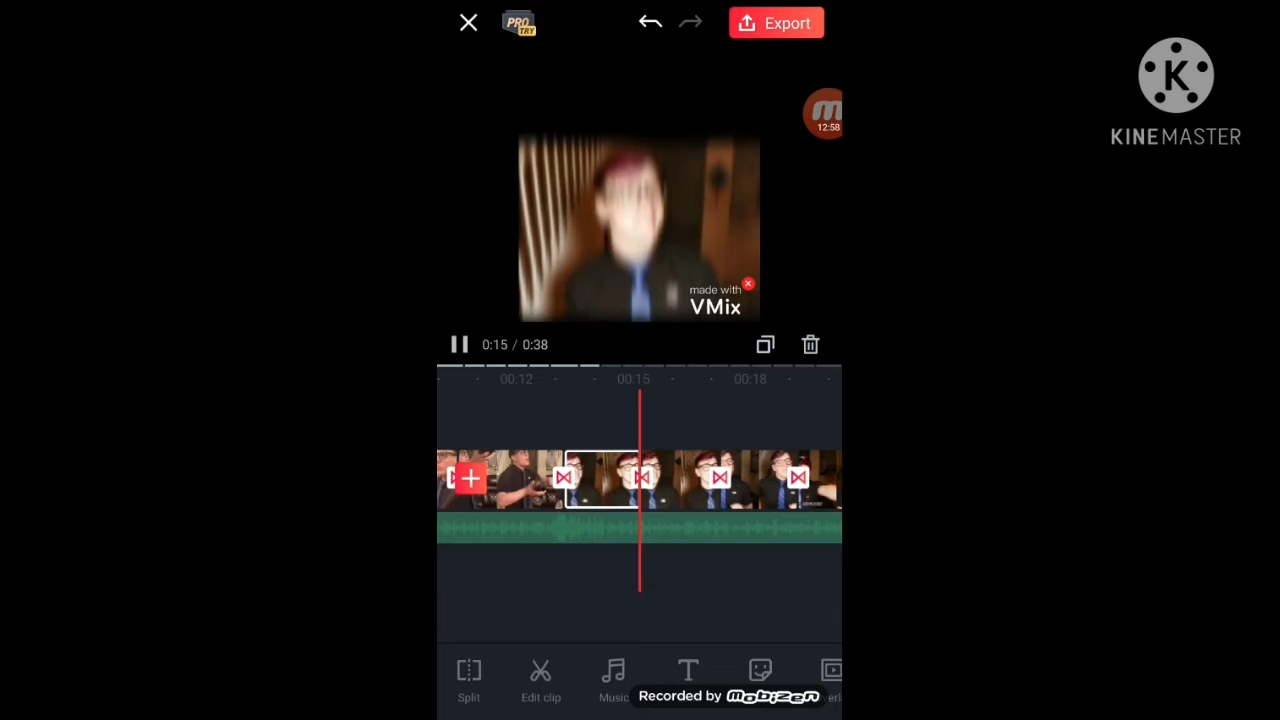 PRO
TRY
Export
K
KINEMASTER
12:58
made with
VMix
0:15 / 0:38
00:12
00:15
00:18
Split
Edit clip
Music
T
Recorded by Mobizen